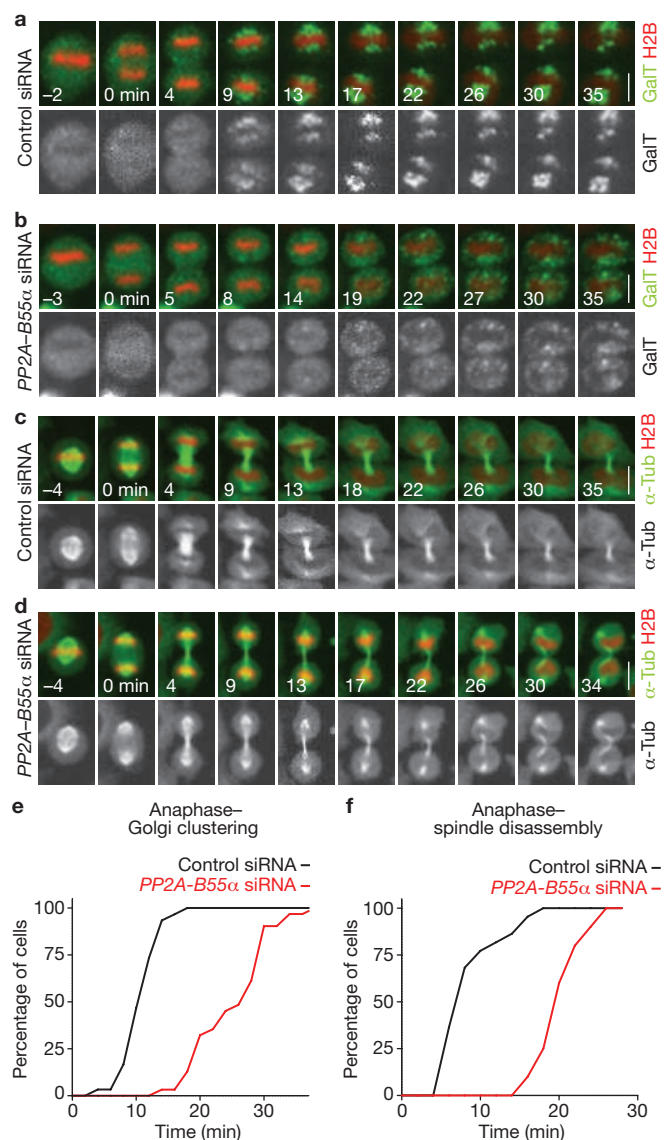 a
Control siRNA
–2 0 min 4 9 13 17 22 26 30 35
GalT H2B
GalT
b
PP2A–B55α siRNA
–3 0 min 5 8 14 19 22 27 30 35
GalT H2B
GalT
c
Control siRNA
–4 0 min 4 9 13 18 22 26 30 35
α-Tub H2B
α-Tub
d
PP2A–B55α siRNA
–4 0 min 4 9 13 17 22 26 30 34
α-Tub H2B
α-Tub
e
Anaphase–
Golgi clustering
Control siRNA –
PP2A-B55α siRNA –
Percentage of cells
100
75
50
25
0
0 10 20 30
Time (min)
f
Anaphase–
spindle disassembly
Control siRNA –
PP2A-B55α siRNA –
Percentage of cells
100
75
50
25
0
0 10 20 30
Time (min)